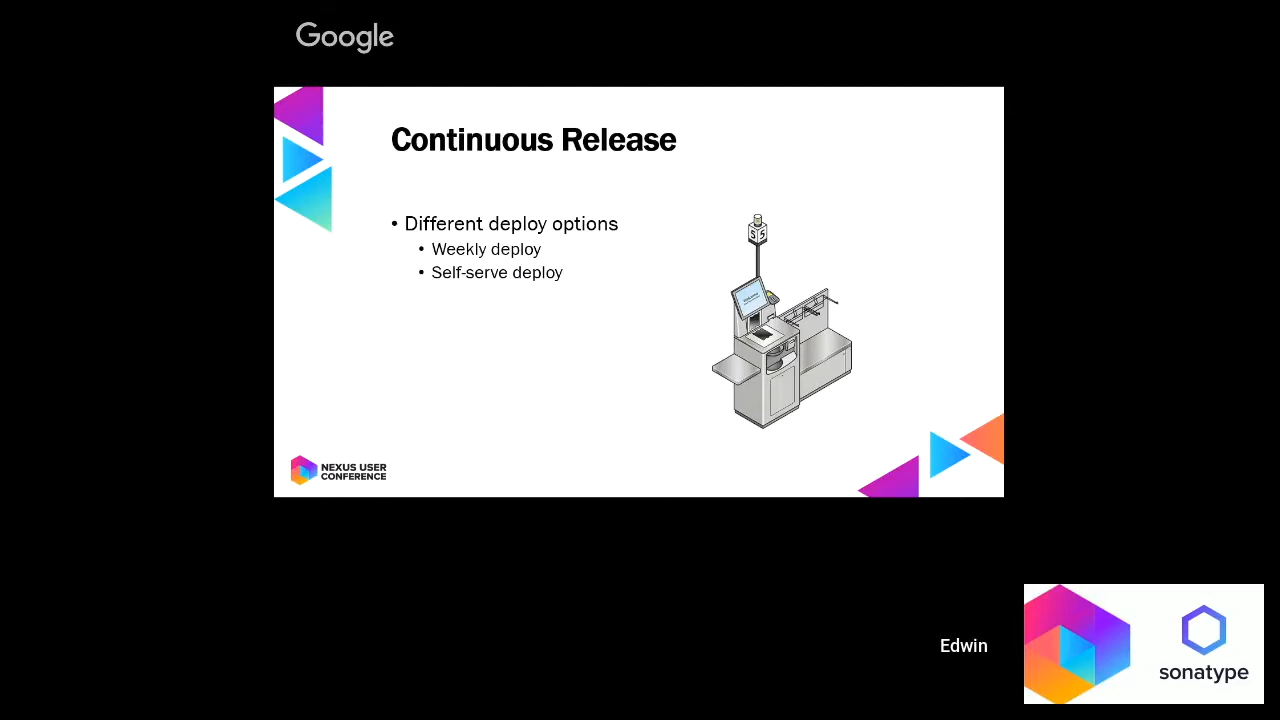 Google
Continuous Release
• Different deploy options
• Weekly deploy
• Self-serve deploy
NEXUS USER
CONFERENCE
Edwin
sonatype